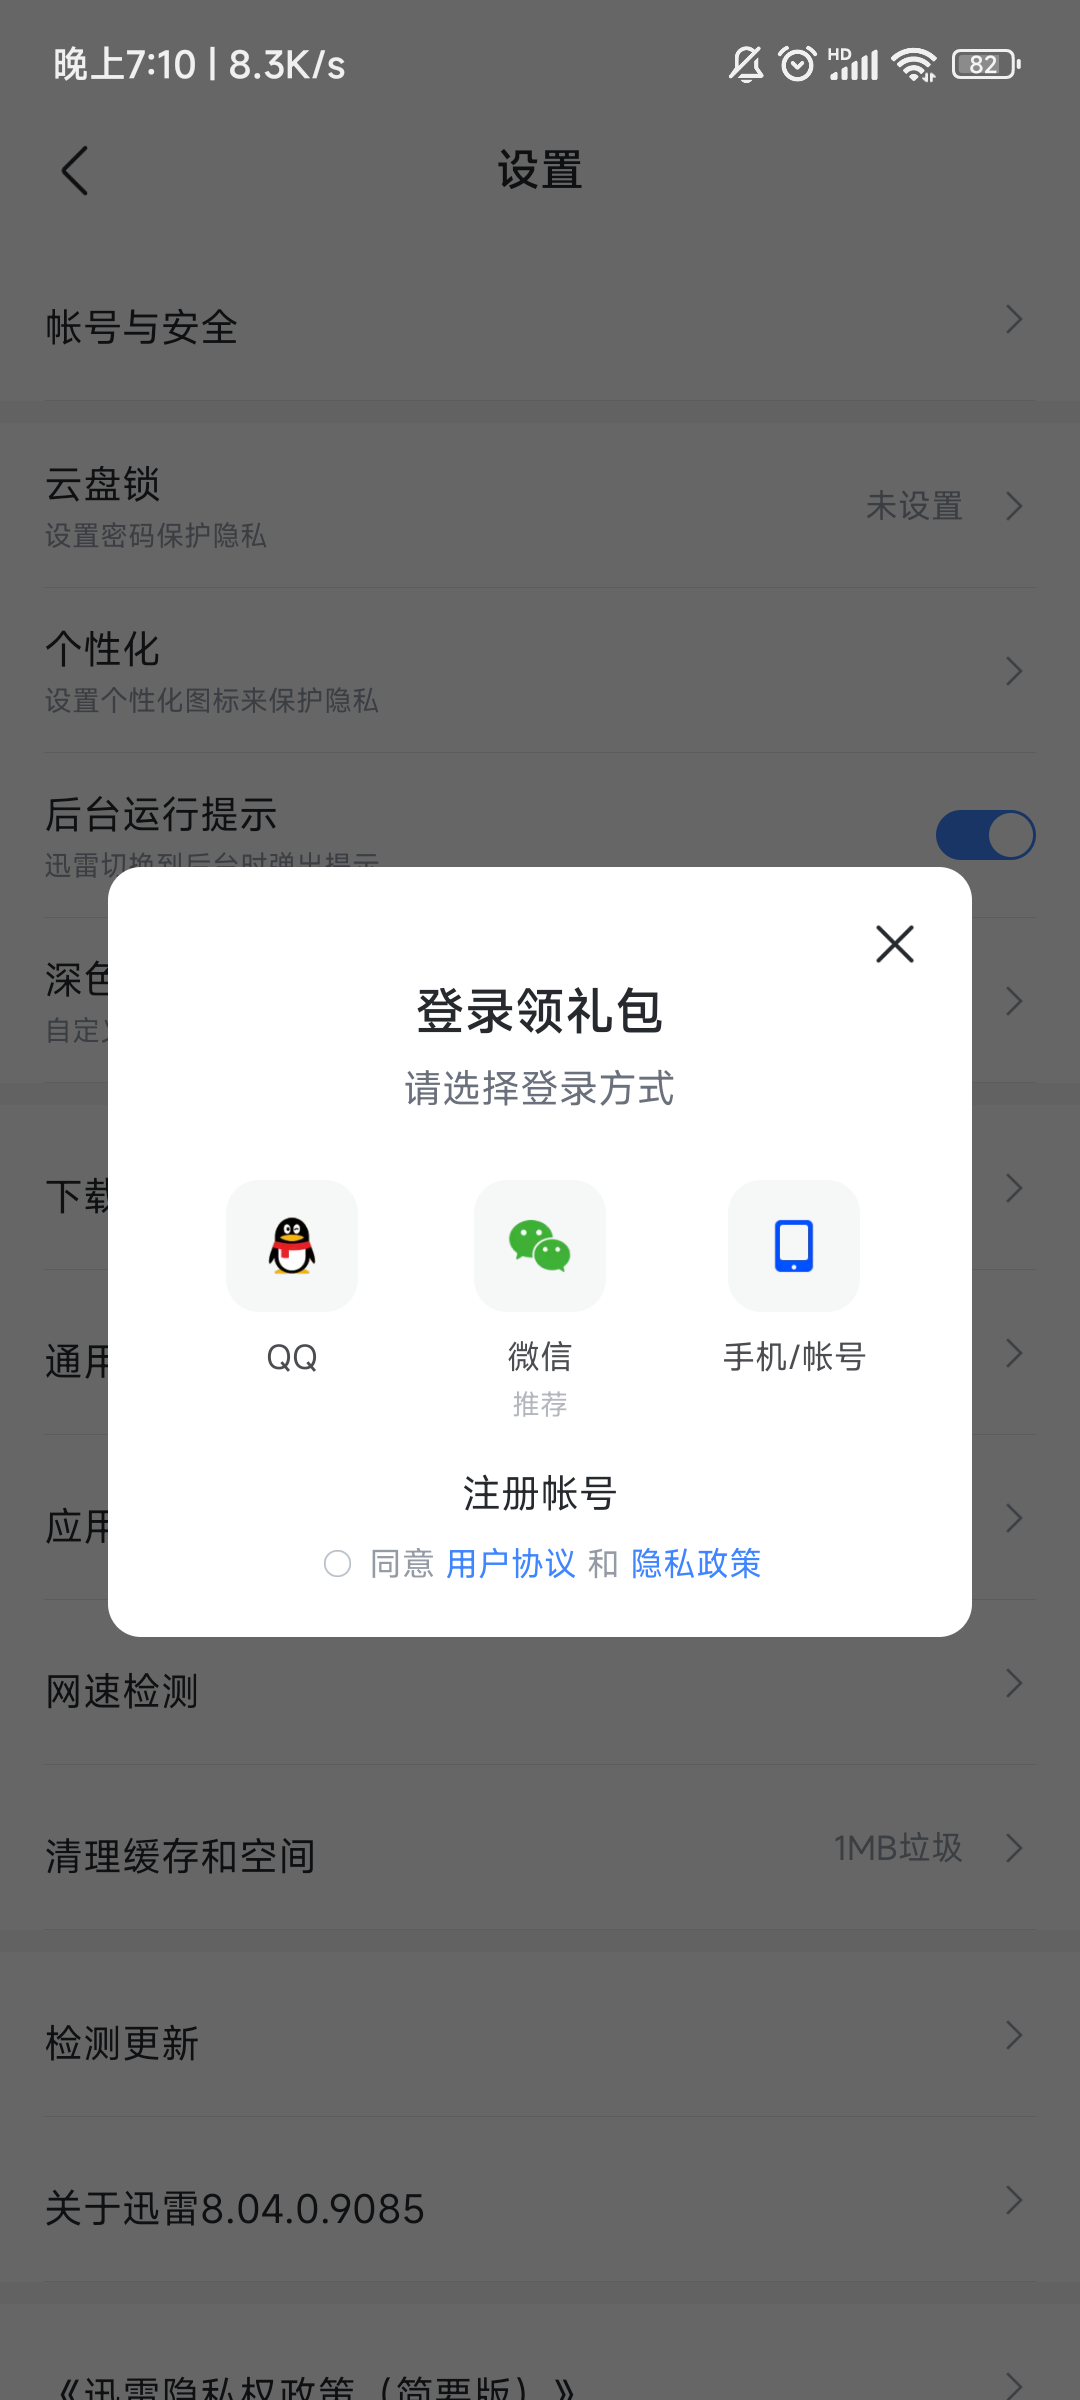 晚上7:10 | 8.3K/s
HD
82
设置
帐号与安全
云盘锁
未设置
设置密码保护隐私
个性化
设置个性化图标来保护隐私
后台运行提示
迅雷切换到后台时弹出提示
深色
自定义
登录领礼包
请选择登录方式
下载
QQ
微信
手机/帐号
通用
推荐
注册帐号
应用
同意 用户协议 和 隐私政策
网速检测
清理缓存和空间
1MB垃圾
检测更新
关于迅雷8.04.0.9085
《迅雷隐私权政策（简要版）》